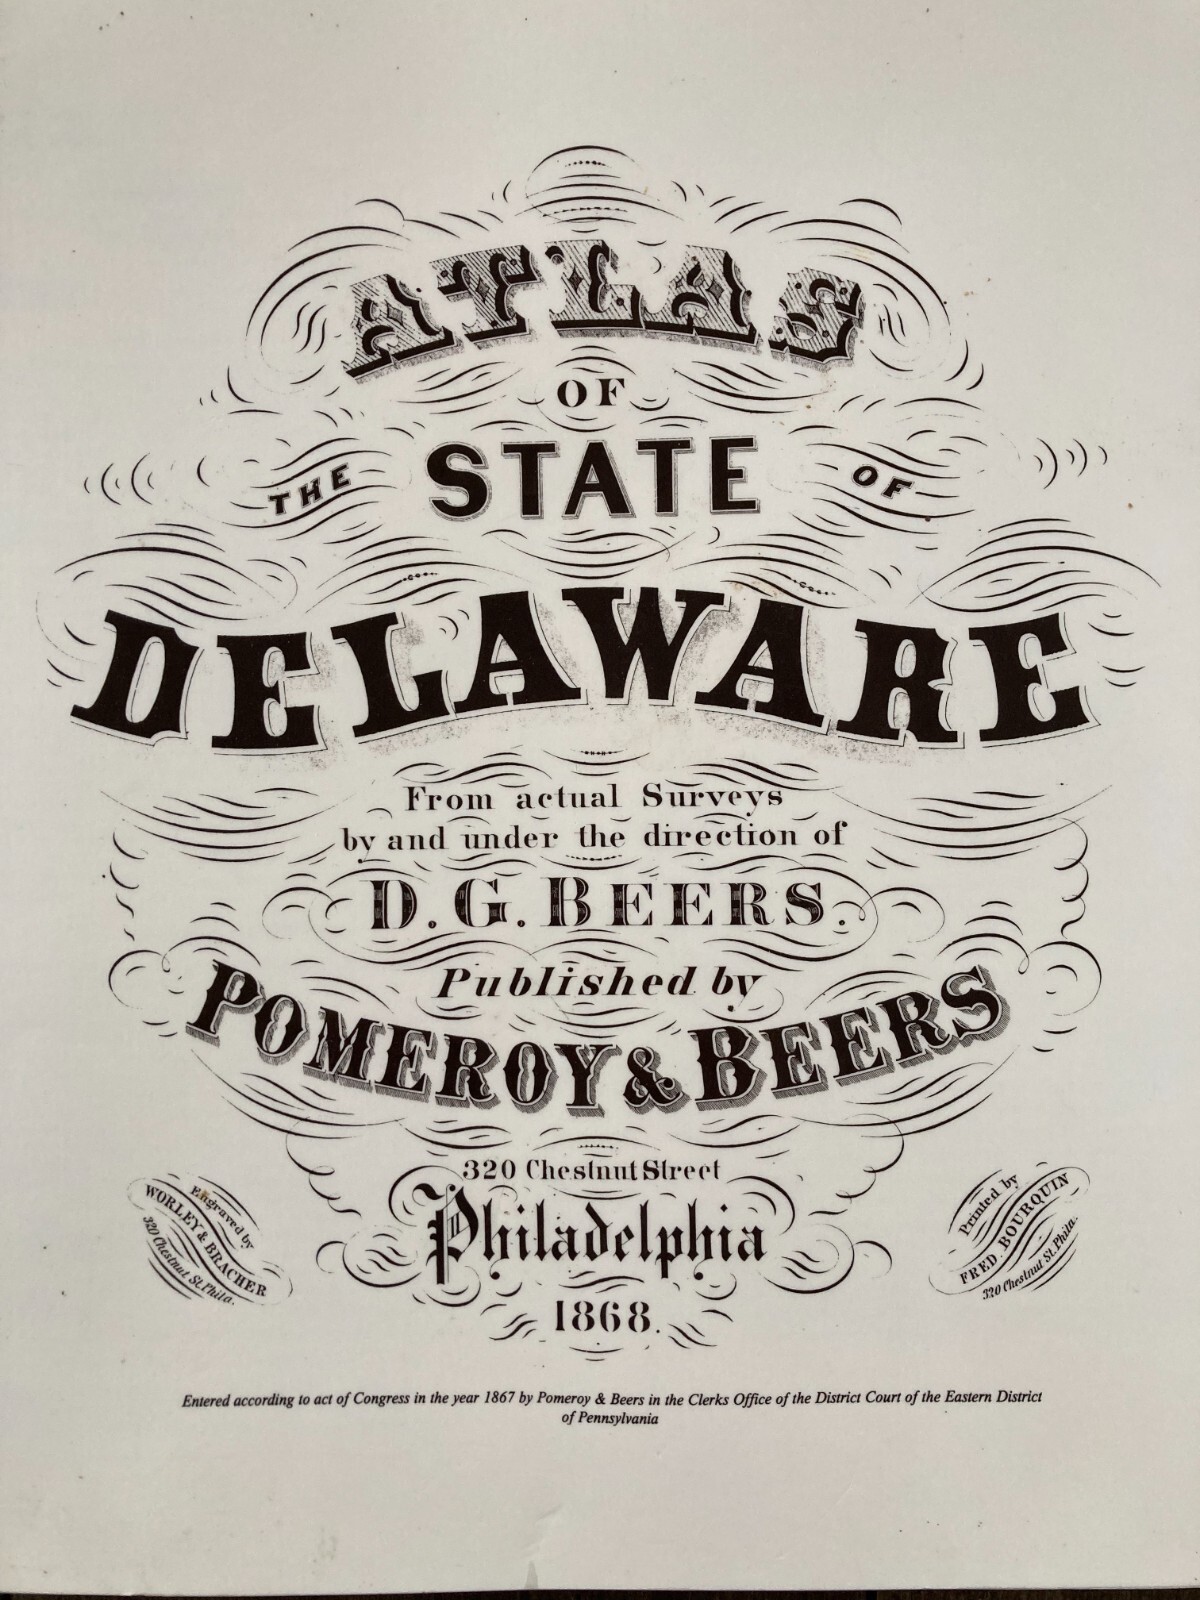 ATLAS
OF
THE STATE OF
DELAWARE
From actual Surveys
by and under the direction of
D. G. BEERS.
Published by
POMEROY & BEERS
320 Chestnut Street
Philadelphia
1868.
Engraved by
WORLEY & BRACHER
320 Chestnut St. Phila.
Printed by
FRED. BOURQUIN
320 Chestnut St. Phila.
Entered according to act of Congress in the year 1867 by Pomeroy & Beers in the Clerks Office of the District Court of the Eastern District
of Pennsylvania